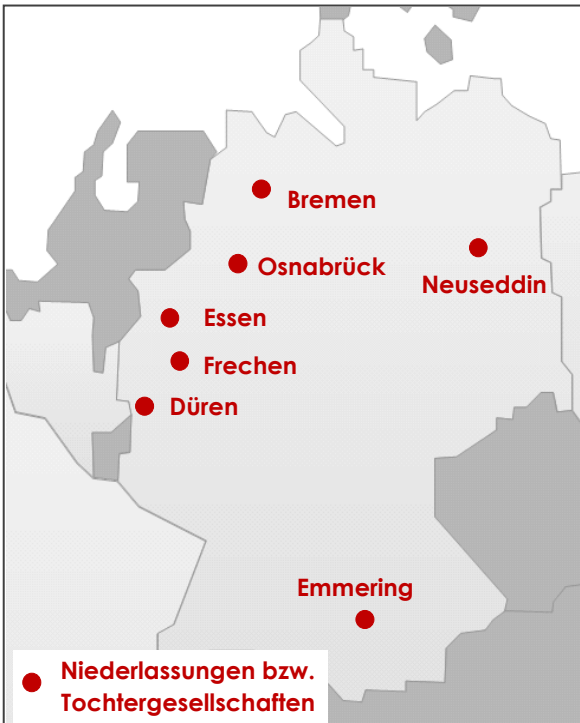 Bremen
Osnabrück
Neuseddin
Essen
Frechen
Düren
Emmering
Niederlassungen bzw.
Tochtergesellschaften